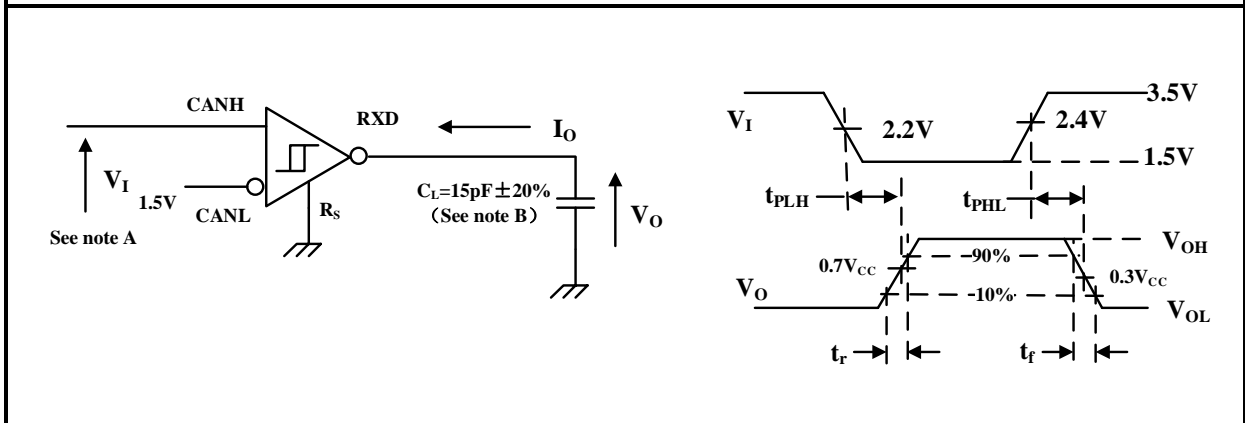 CANH
RXD
I_O
V_I
1.5V
CANL
R_S
C_L=15pF±20%
（See note B）
V_O
See note A
V_I
3.5V
2.2V
2.4V
1.5V
t_PLH
t_PHL
V_OH
0.7V_CC
90%
0.3V_CC
V_O
10%
V_OL
t_r
t_f